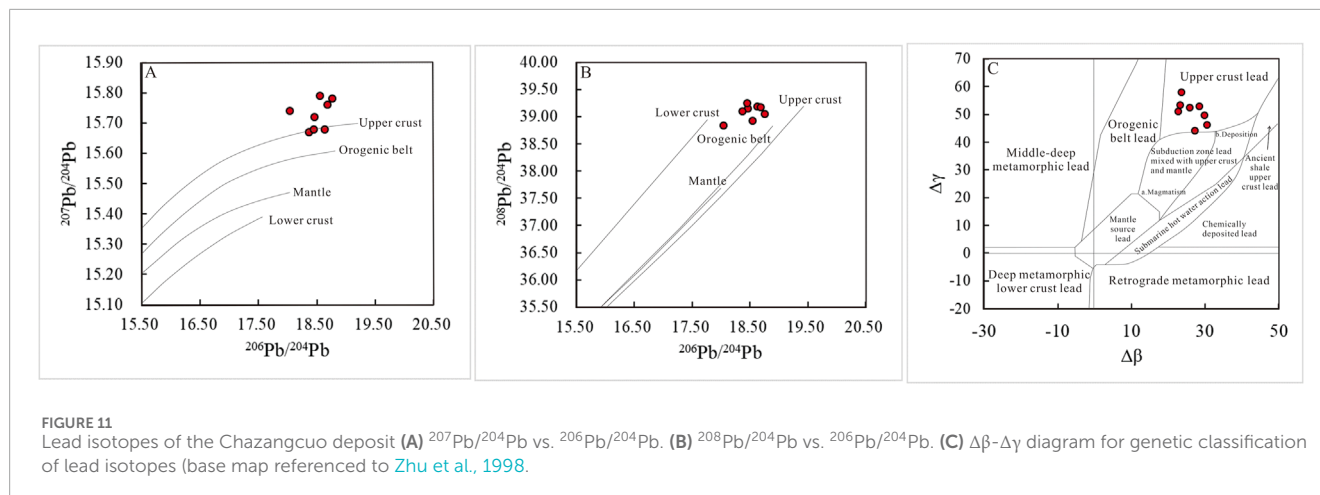 A
15.90
15.80
15.70
15.60
15.50
15.40
15.30
15.20
15.10
15.50 16.50 17.50 18.50 19.50 20.50
²⁰⁷Pb/²⁰⁴Pb
²⁰⁶Pb/²⁰⁴Pb
Upper crust
Orogenic belt
Mantle
Lower crust
B
40.00
39.50
39.00
38.50
38.00
37.50
37.00
36.50
36.00
35.50
15.50 16.50 17.50 18.50 19.50 20.50
²⁰⁸Pb/²⁰⁴Pb
²⁰⁶Pb/²⁰⁴Pb
Lower crust
Upper crust
Orogenic belt
Mantle
C
70
60
50
40
30
20
10
0
-10
-20
-30 -10 10 30 50
Δγ
Δβ
Upper crust lead
Orogenic
belt lead
b.Deposition
Middle-deep
metamorphic lead
Subduction zone lead
mixed with upper crust
and mantle
Ancient
shale
upper
crust lead
a.Magmatism
Mantle
source
lead
Submarine hot water action lead
Chemically
deposited lead
Deep metamorphic
lower crust lead
Retrograde metamorphic lead
FIGURE 11
Lead isotopes of the Chazangcuo deposit (A) ²⁰⁷Pb/²⁰⁴Pb vs. ²⁰⁶Pb/²⁰⁴Pb. (B) ²⁰⁸Pb/²⁰⁴Pb vs. ²⁰⁶Pb/²⁰⁴Pb. (C) Δβ-Δγ diagram for genetic classification
of lead isotopes (base map referenced to Zhu et al., 1998.